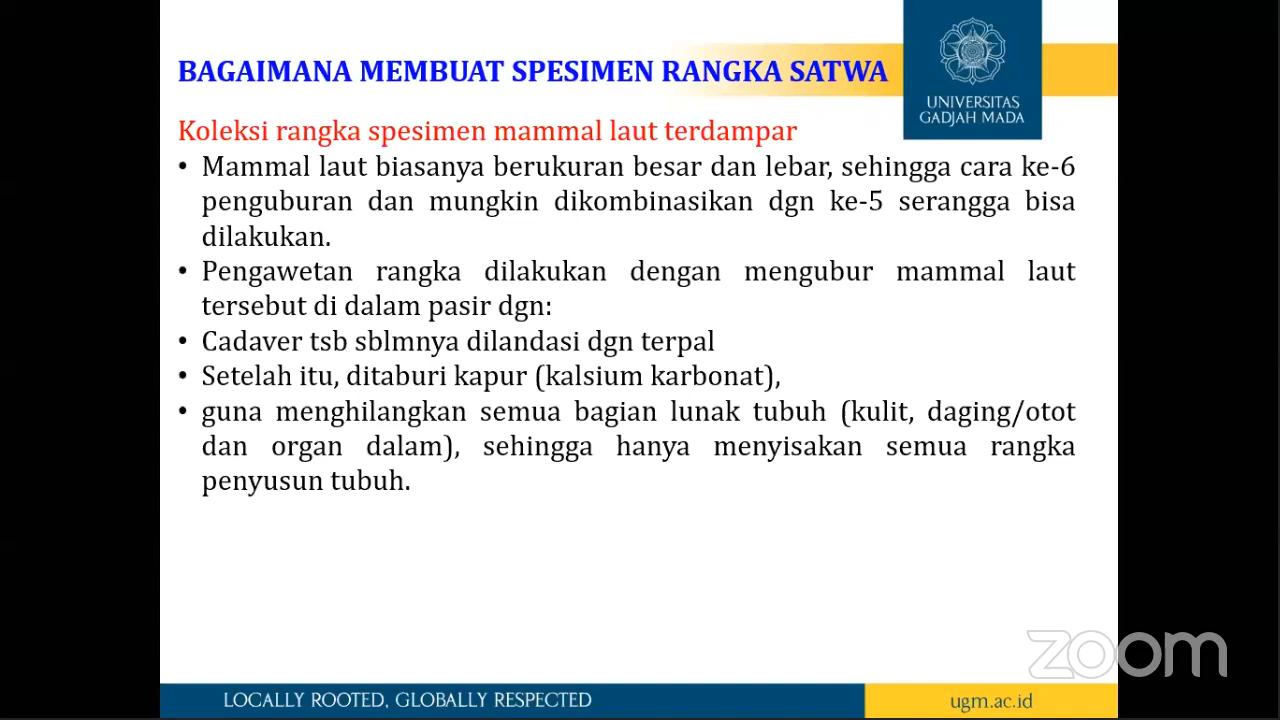 BAGAIMANA MEMBUAT SPESIMEN RANGKA SATWA
UNIVERSITAS
GADJAH MADA
Koleksi rangka spesimen mammal laut terdampar
• Mammal laut biasanya berukuran besar dan lebar, sehingga cara ke-6
penguburan dan mungkin dikombinasikan dgn ke-5 serangga bisa
dilakukan.
• Pengawetan rangka dilakukan dengan mengubur mammal laut
tersebut di dalam pasir dgn:
• Cadaver tsb sblmnya dilandasi dgn terpal
• Setelah itu, ditaburi kapur (kalsium karbonat),
• guna menghilangkan semua bagian lunak tubuh (kulit, daging/otot
dan organ dalam), sehingga hanya menyisakan semua rangka
penyusun tubuh.
zoom
LOCALLY ROOTED, GLOBALLY RESPECTED
ugm.ac.id